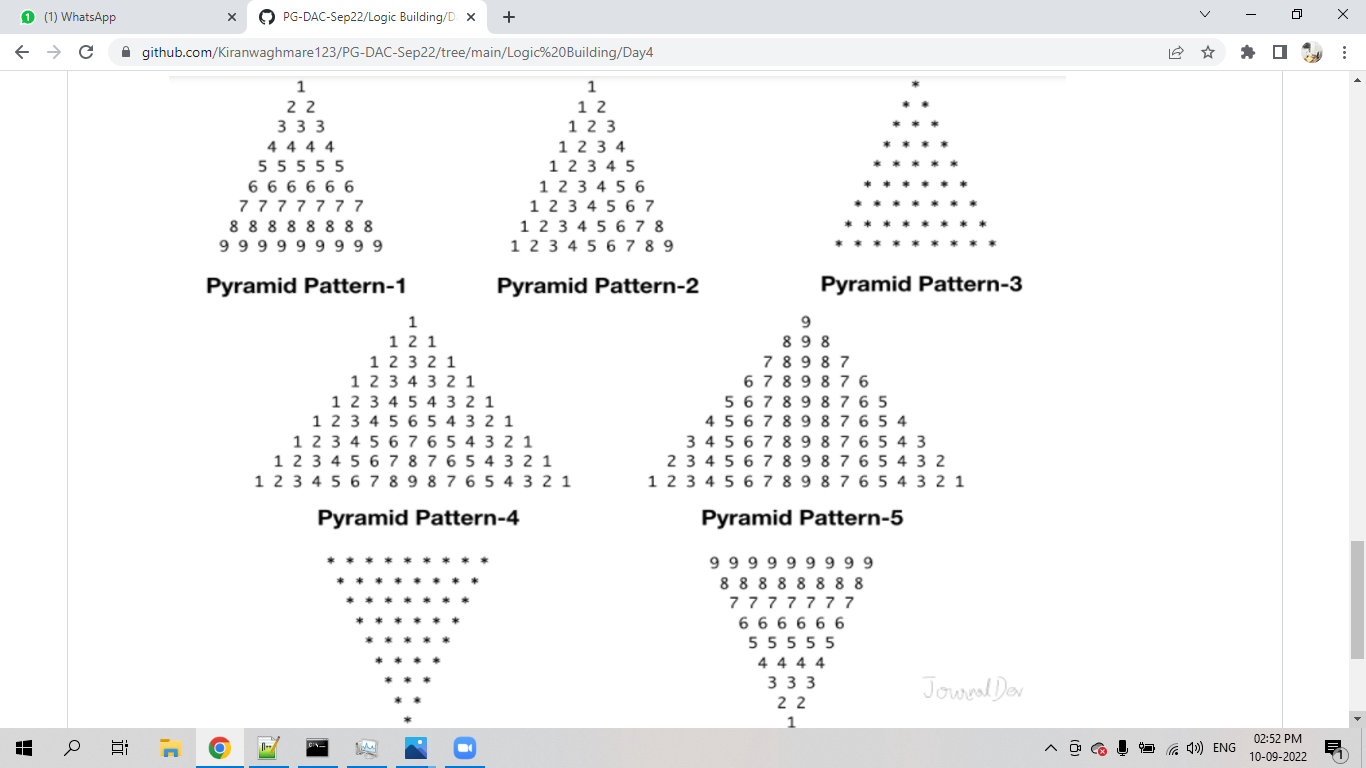 1
(1) WhatsApp
PG-DAC-Sep22/Logic Building/D
github.com/Kiranwaghmare123/PG-DAC-Sep22/tree/main/Logic%20Building/Day4
1
2 2
3 3 3
4 4 4 4
5 5 5 5 5
6 6 6 6 6 6
7 7 7 7 7 7 7
8 8 8 8 8 8 8 8
9 9 9 9 9 9 9 9 9
Pyramid Pattern-1
1
1 2
1 2 3
1 2 3 4
1 2 3 4 5
1 2 3 4 5 6
1 2 3 4 5 6 7
1 2 3 4 5 6 7 8
1 2 3 4 5 6 7 8 9
Pyramid Pattern-2
*
* *
* * *
* * * *
* * * * *
* * * * * *
* * * * * * *
* * * * * * * *
* * * * * * * * *
Pyramid Pattern-3
1
1 2 1
1 2 3 2 1
1 2 3 4 3 2 1
1 2 3 4 5 4 3 2 1
1 2 3 4 5 6 5 4 3 2 1
1 2 3 4 5 6 7 6 5 4 3 2 1
1 2 3 4 5 6 7 8 7 6 5 4 3 2 1
1 2 3 4 5 6 7 8 9 8 7 6 5 4 3 2 1
Pyramid Pattern-4
9
8 9 8
7 8 9 8 7
6 7 8 9 8 7 6
5 6 7 8 9 8 7 6 5
4 5 6 7 8 9 8 7 6 5 4
3 4 5 6 7 8 9 8 7 6 5 4 3
2 3 4 5 6 7 8 9 8 7 6 5 4 3 2
1 2 3 4 5 6 7 8 9 8 7 6 5 4 3 2 1
Pyramid Pattern-5
* * * * * * * * *
* * * * * * * *
* * * * * * *
* * * * * *
* * * * *
* * * *
* * *
* *
*
9 9 9 9 9 9 9 9 9
8 8 8 8 8 8 8 8
7 7 7 7 7 7 7
6 6 6 6 6 6
5 5 5 5 5
4 4 4 4
3 3 3
2 2
1
JournalDev
ENG
02:52 PM
10-09-2022
1